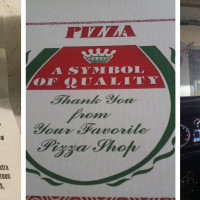 PIZZA
A SYMBOL
OF QUALITY
Thank You
from
Your Favorite
Pizza Shop